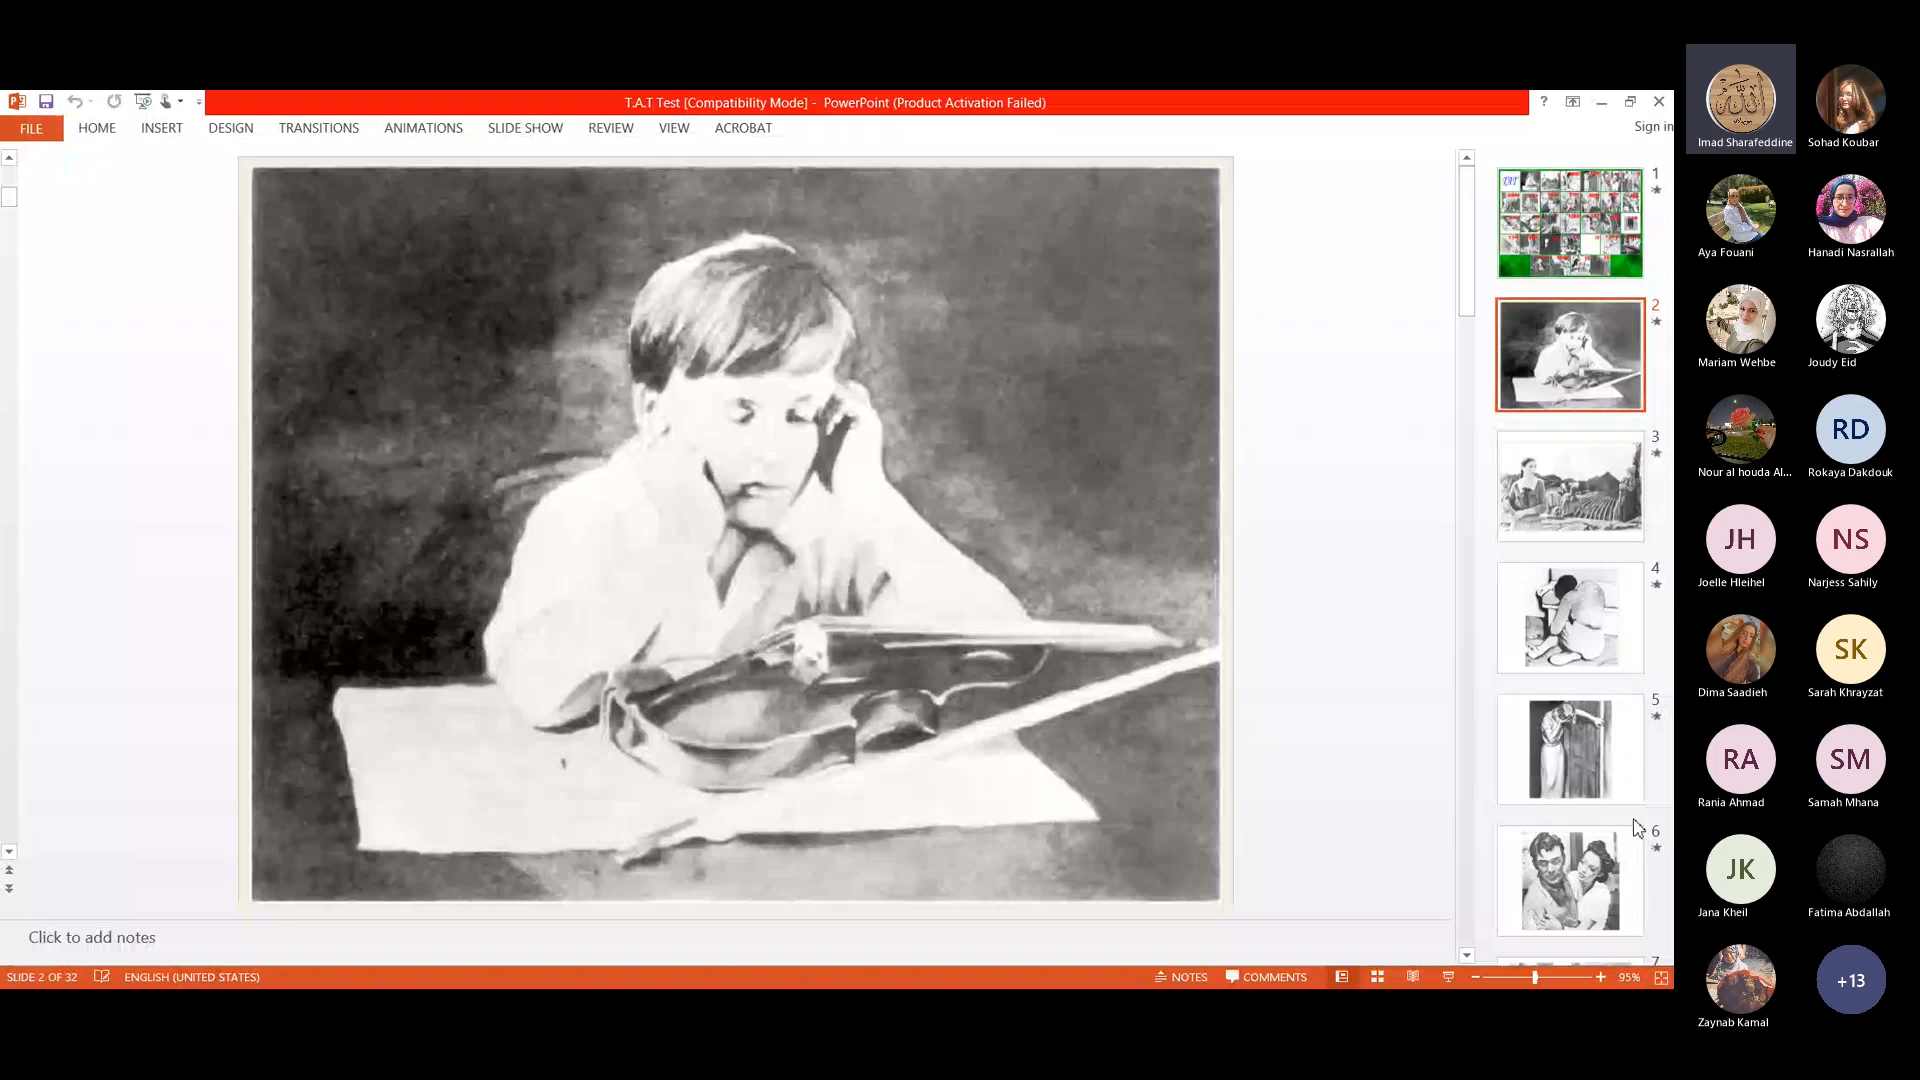 T.A.T Test [Compatibility Mode] - PowerPoint (Product Activation Failed)
?
FILE HOME INSERT DESIGN TRANSITIONS ANIMATIONS SLIDE SHOW REVIEW VIEW ACROBAT
Sign in
1
TAT
2
3
4
5
6
7
Click to add notes
SLIDE 2 OF 32 ENGLISH (UNITED STATES) NOTES COMMENTS 95%
Imad Sharafeddine Sohad Koubar
Aya Fouani Hanadi Nasrallah
Mariam Wehbe Joudy Eid
RD
Nour al houda Al... Rokaya Dakdouk
JH NS
Joelle Hleihel Narjess Sahily
SK
Dima Saadieh Sarah Khrayzat
RA SM
Rania Ahmad Samah Mhana
JK
Jana Kheil Fatima Abdallah
+13
Zaynab Kamal